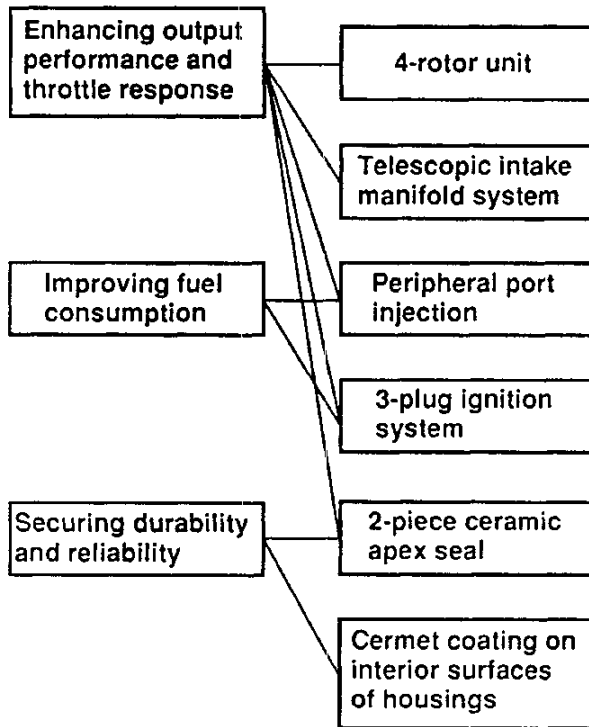 Enhancing output
performance and
throttle response
4-rotor unit
Telescopic intake
manifold system
Improving fuel
consumption
Peripheral port
injection
3-plug ignition
system
Securing durability
and reliability
2-piece ceramic
apex seal
Cermet coating on
interior surfaces
of housings